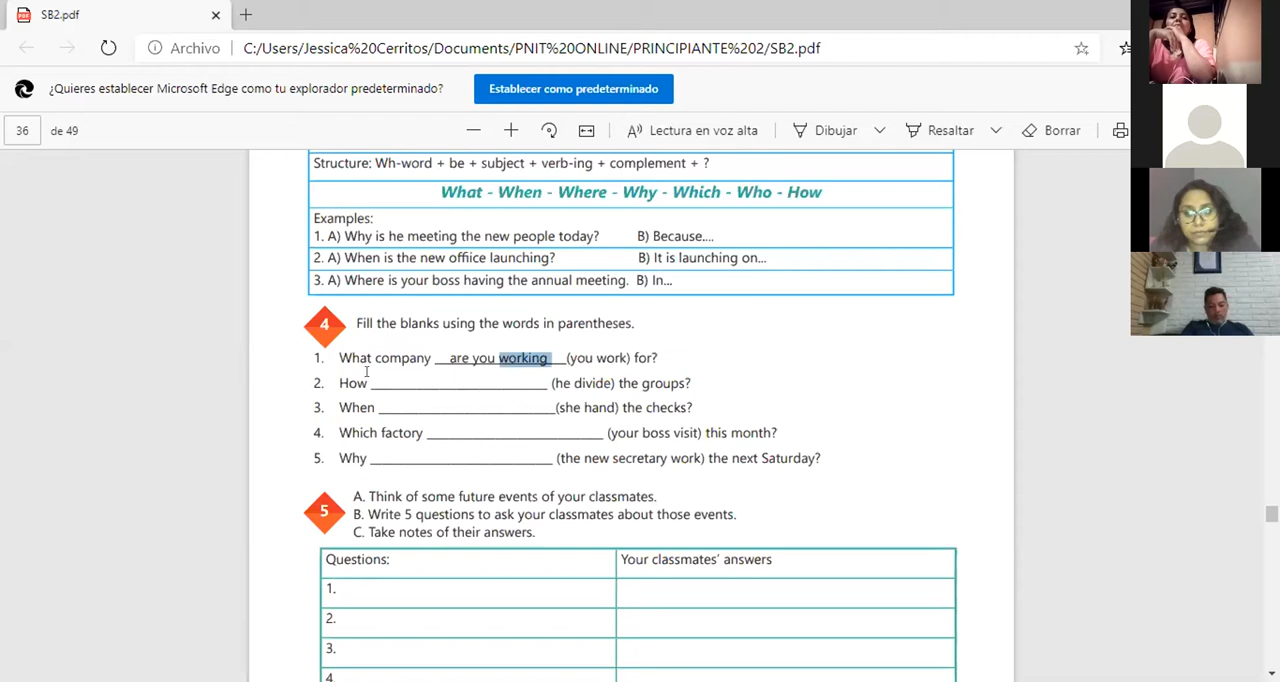 SB2.pdf
Archivo C:/Users/Jessica%20Cerritos/Documents/PNIT%20ONLINE/PRINCIPIANTE%202/SB2.pdf
¿Quieres establecer Microsoft Edge como tu explorador predeterminado? Establecer como predeterminado
36 de 49 Lectura en voz alta Dibujar Resaltar Borrar
Structure: Wh-word + be + subject + verb-ing + complement + ?
What - When - Where - Why - Which - Who - How
Examples:
1. A) Why is he meeting the new people today? B) Because....
2. A) When is the new office launching? B) It is launching on...
3. A) Where is your boss having the annual meeting. B) In...
4 Fill the blanks using the words in parentheses.
1. What company __are you working__(you work) for?
2. How ____________________ (he divide) the groups?
3. When ____________________(she hand) the checks?
4. Which factory ____________________ (your boss visit) this month?
5. Why ____________________ (the new secretary work) the next Saturday?
5 A. Think of some future events of your classmates.
B. Write 5 questions to ask your classmates about those events.
C. Take notes of their answers.
Questions: Your classmates’ answers
1.
2.
3.
4